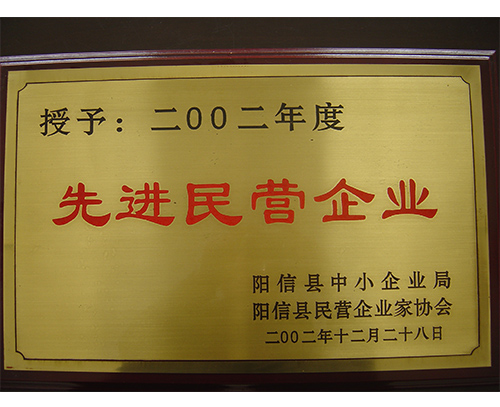 授予：二00二年度
先进民营企业
阳信县中小企业局
阳信县民营企业家协会
二00二年十二月二十八日